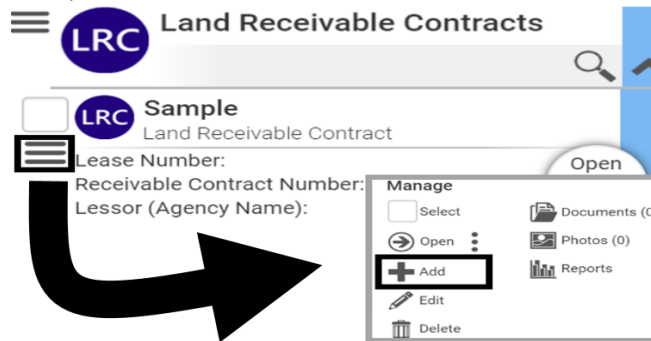 LRC Land Receivable Contracts
LRC Sample
Land Receivable Contract
Lease Number:
Open
Receivable Contract Number:
Lessor (Agency Name):
Manage
Select
Documents (0
Open
Photos (0)
Add
Reports
Edit
Delete